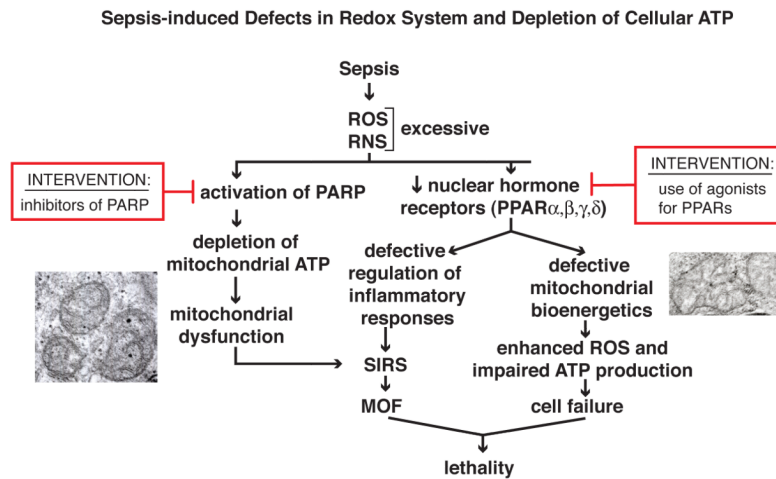 Sepsis-induced Defects in Redox System and Depletion of Cellular ATP
Sepsis
ROS
RNS
excessive
INTERVENTION:
inhibitors of PARP
activation of PARP
↓ nuclear hormone
receptors (PPARα,β,γ,δ)
INTERVENTION:
use of agonists
for PPARs
depletion of
mitochondrial ATP
mitochondrial
dysfunction
defective
regulation of
inflammatory
responses
defective
mitochondrial
bioenergetics
SIRS
enhanced ROS and
impaired ATP production
MOF
cell failure
lethality